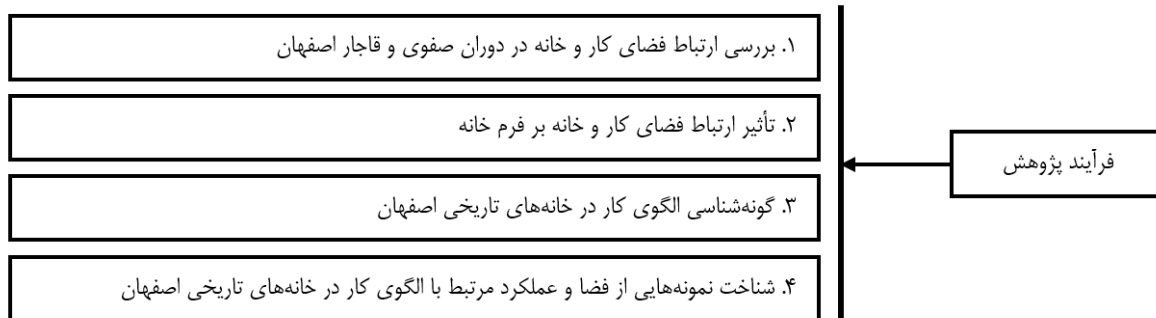 فرآیند پژوهش
۱. بررسی ارتباط فضای کار و خانه در دوران صفوی و قاجار اصفهان
۲. تأثیر ارتباط فضای کار و خانه بر فرم خانه
۳. گونه‌شناسی الگوی کار در خانه‌های تاریخی اصفهان
۴. شناخت نمونه‌هایی از فضا و عملکرد مرتبط با الگوی کار در خانه‌های تاریخی اصفهان